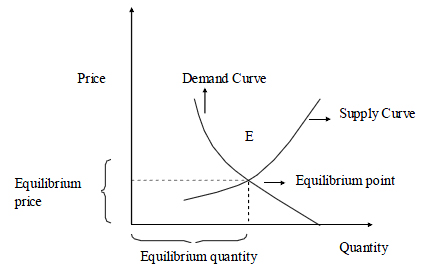 Price
Demand Curve
Supply Curve
E
Equilibrium point
Equilibrium
price
Quantity
Equilibrium quantity